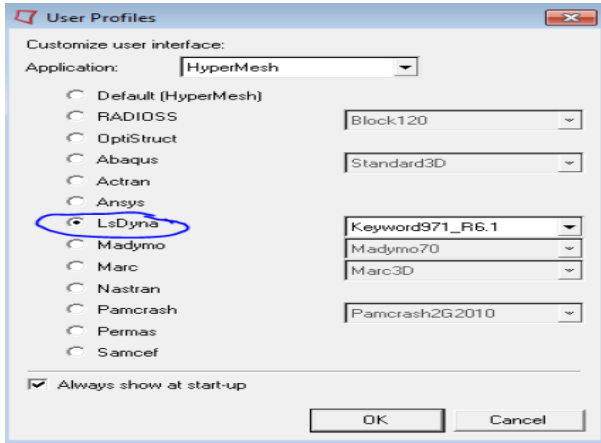 User Profiles
Customize user interface:
Application: HyperMesh
Default (HyperMesh)
RADIOSS Block120
OptiStruct
Abaqus Standard3D
Actran
Ansys
LsDyna Keyword971_R6.1
Madymo Madymo70
Marc Marc3D
Nastran
Pamcrash Pamcrash2G2010
Permas
Samcef
Always show at start-up
OK Cancel